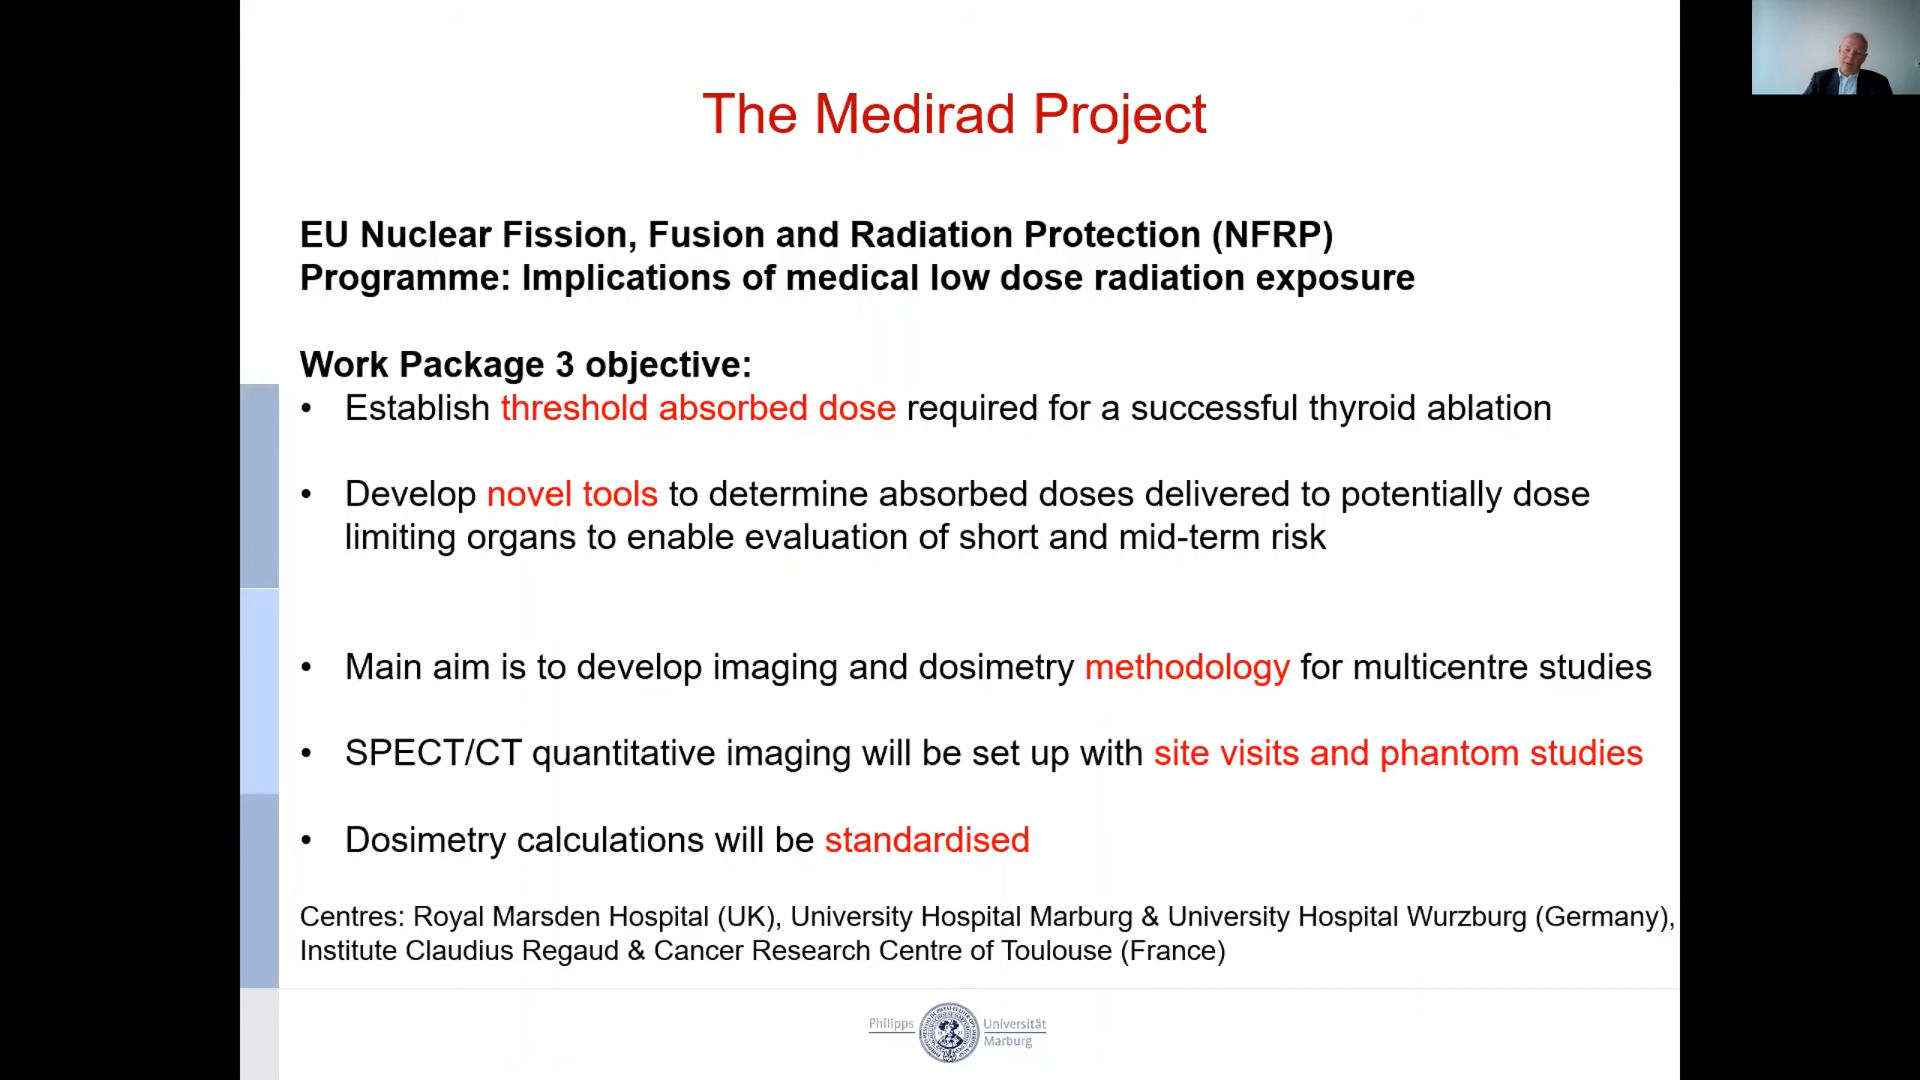 The Medirad Project
EU Nuclear Fission, Fusion and Radiation Protection (NFRP)
Programme: Implications of medical low dose radiation exposure
Work Package 3 objective:
• Establish threshold absorbed dose required for a successful thyroid ablation
• Develop novel tools to determine absorbed doses delivered to potentially dose
limiting organs to enable evaluation of short and mid-term risk
• Main aim is to develop imaging and dosimetry methodology for multicentre studies
• SPECT/CT quantitative imaging will be set up with site visits and phantom studies
• Dosimetry calculations will be standardised
Centres: Royal Marsden Hospital (UK), University Hospital Marburg & University Hospital Wurzburg (Germany),
Institute Claudius Regaud & Cancer Research Centre of Toulouse (France)
Philipps Universität
Marburg